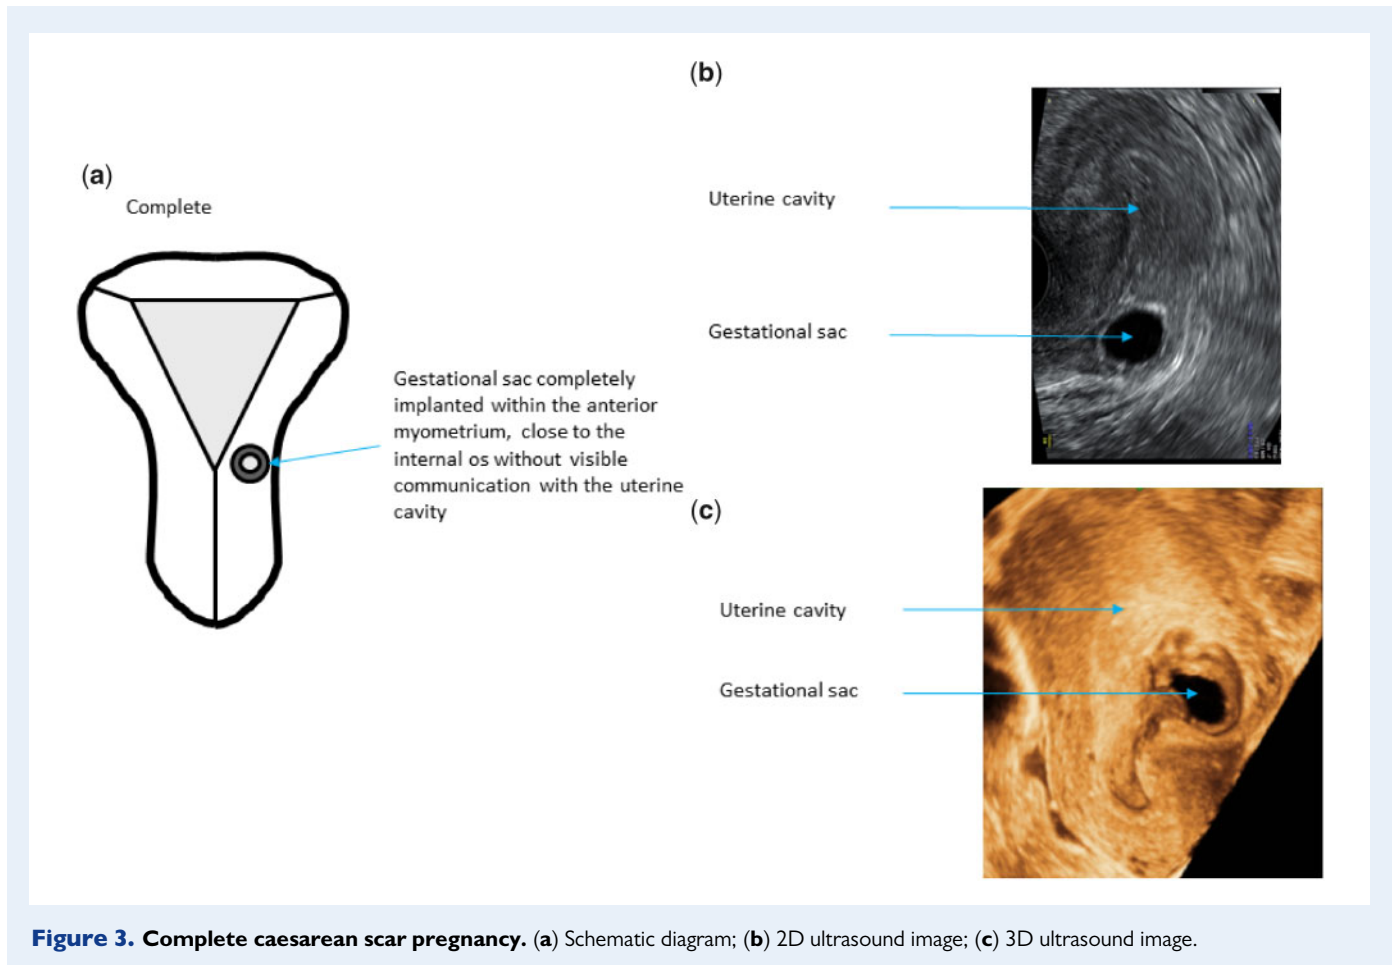 (a)
Complete
Gestational sac completely
implanted within the anterior
myometrium, close to the
internal os without visible
communication with the uterine
cavity
(b)
Uterine cavity
Gestational sac
(c)
Uterine cavity
Gestational sac
Figure 3. Complete caesarean scar pregnancy. (a) Schematic diagram; (b) 2D ultrasound image; (c) 3D ultrasound image.